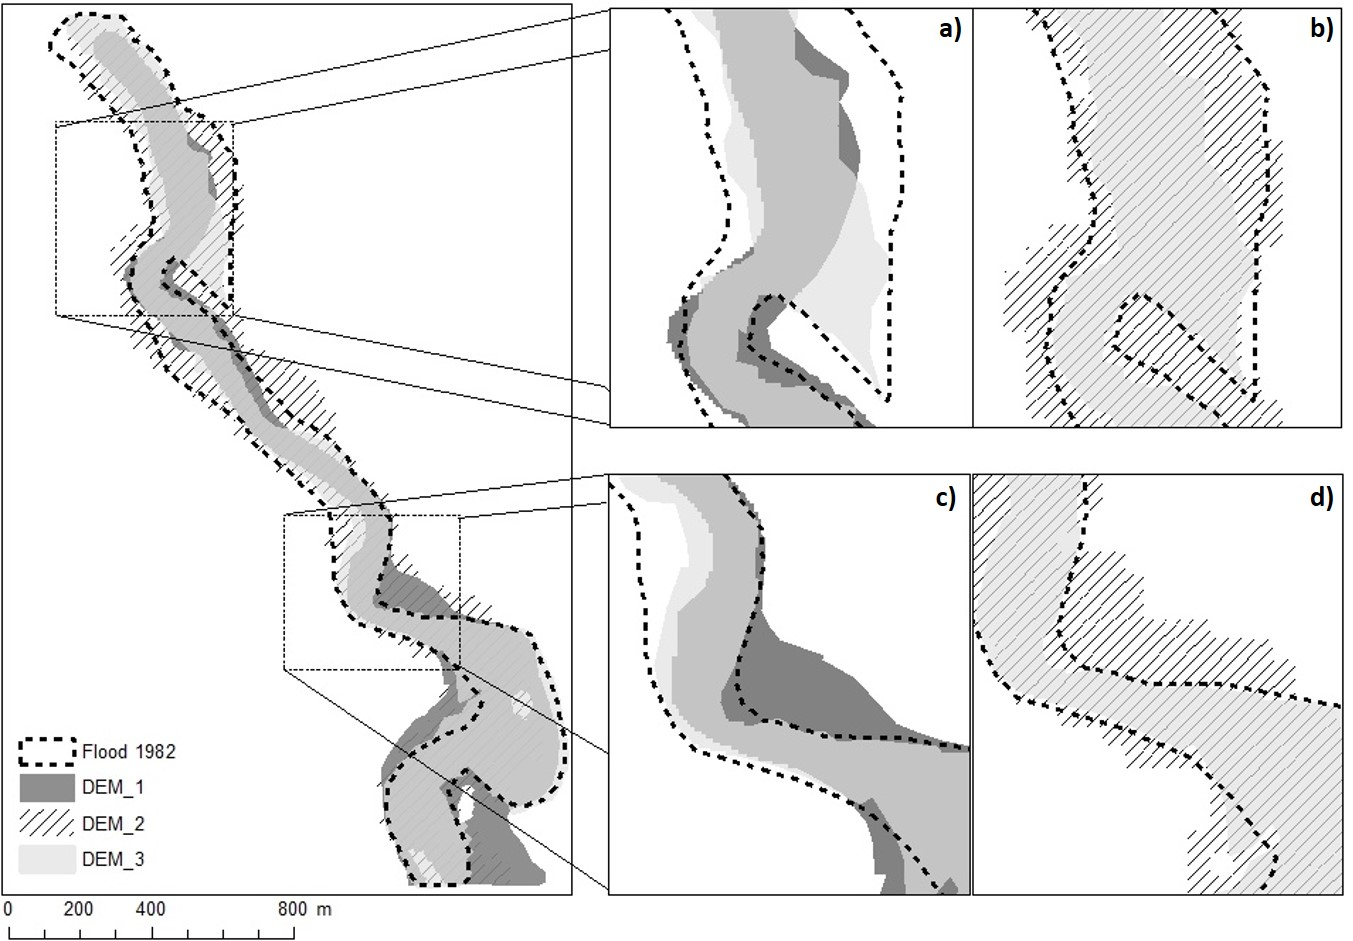 a)
b)
c)
d)
Flood 1982
DEM_1
DEM_2
DEM_3
0 200 400 800 m